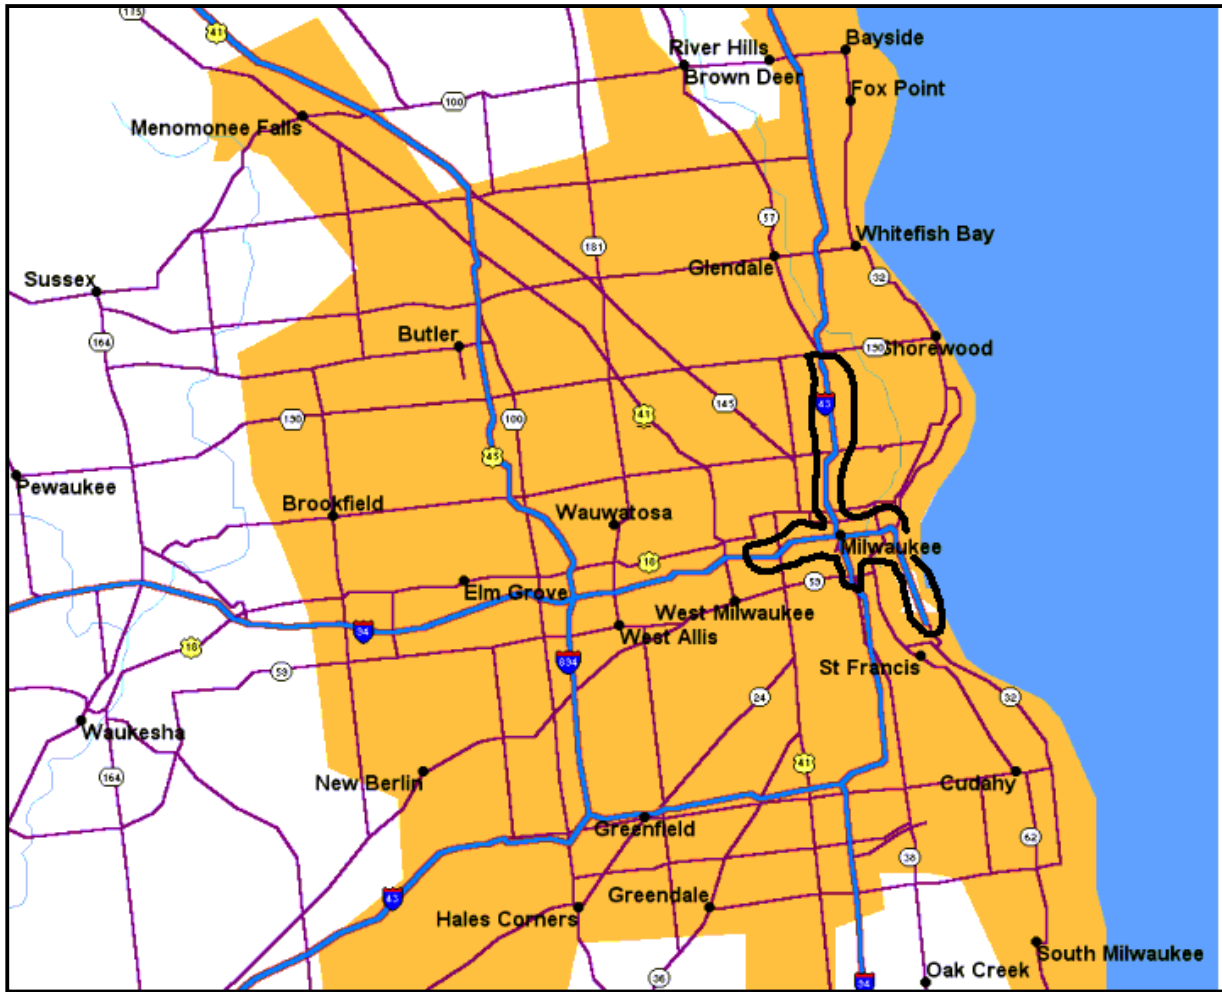 115
41
River Hills
Bayside
Brown Deer
Fox Point
100
Menomonee Falls
57
181
Whitefish Bay
Glendale
32
Sussex
164
Butler
190
Shorewood
43
145
41
190
100
45
Pewaukee
Brookfield
Wauwatosa
Milwaukee
18
59
Elm Grove
West Milwaukee
94
West Allis
18
894
St Francis
59
24
32
Waukesha
41
164
New Berlin
Cudahy
Greenfield
62
38
43
Greendale
Hales Corners
South Milwaukee
36
94
Oak Creek